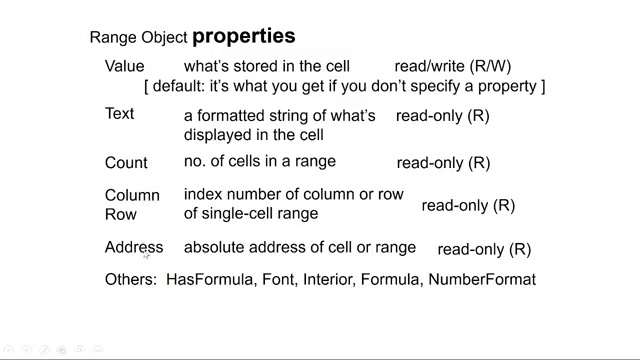 Range Object properties
Value what's stored in the cell read/write (R/W)
[ default: it's what you get if you don't specify a property ]
Text a formatted string of what's read-only (R)
displayed in the cell
Count no. of cells in a range read-only (R)
Column index number of column or row
Row of single-cell range read-only (R)
Address absolute address of cell or range read-only (R)
Others: HasFormula, Font, Interior, Formula, NumberFormat